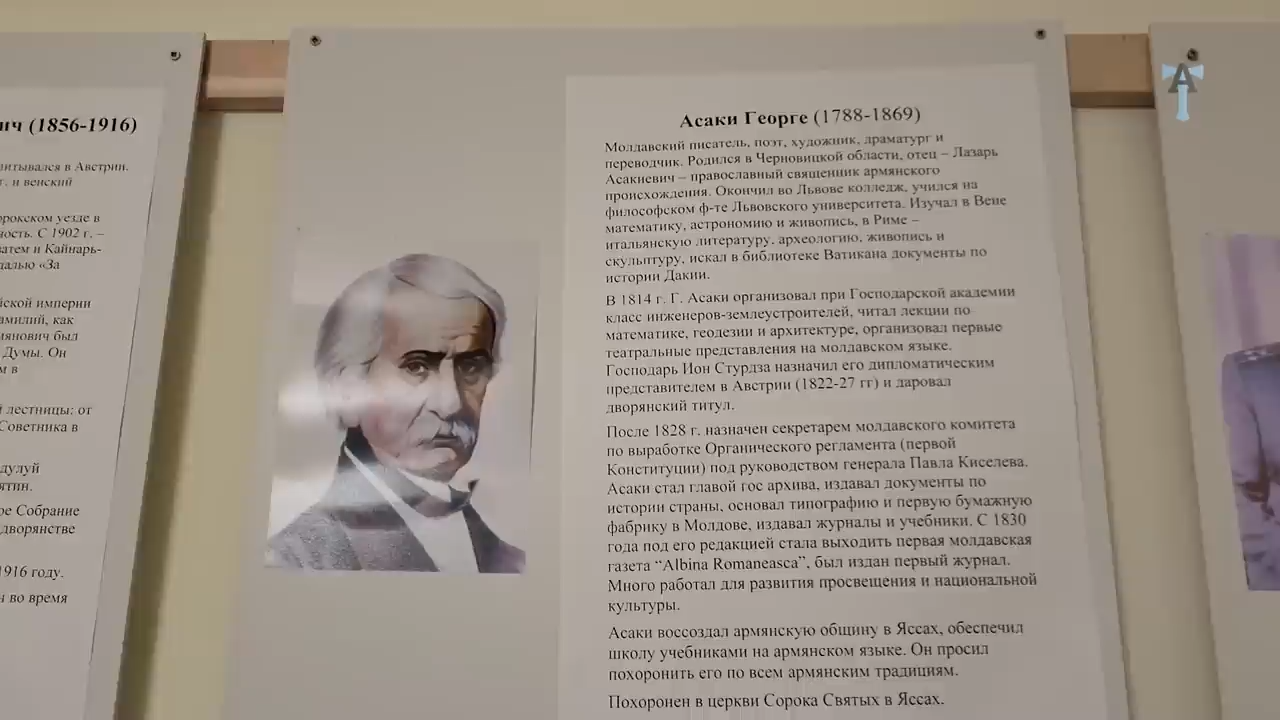 ич (1856-1916)
питывался в Австрии.
г. и венский
орокском уезде в
ность. С 1902 г. –
затем и Кайнарь-
далью «За
йской империи
амилий, как
иянович был
Думы. Он
м в
й лестницы: от
Советника в
дулуй
ятин.
ое Собрание
дворянстве
1916 году.
н во время
Асаки Георге (1788-1869)
Молдавский писатель, поэт, художник, драматург и
переводчик. Родился в Черновицкой области, отец – Лазарь
Асакиевич – православный священник армянского
происхождения. Окончил во Львове колледж, учился на
философском ф-те Львовского университета. Изучал в Вене
математику, астрономию и живопись, в Риме –
итальянскую литературу, археологию, живопись и
скульптуру, искал в библиотеке Ватикана документы по
истории Дакии.
В 1814 г. Г. Асаки организовал при Господарской академии
класс инженеров-землеустроителей, читал лекции по
математике, геодезии и архитектуре, организовал первые
театральные представления на молдавском языке.
Господарь Ион Стурдза назначил его дипломатическим
представителем в Австрии (1822-27 гг) и даровал
дворянский титул.
После 1828 г. назначен секретарем молдавского комитета
по выработке Органического регламента (первой
Конституции) под руководством генерала Павла Киселева.
Асаки стал главой гос архива, издавал документы по
истории страны, основал типографию и первую бумажную
фабрику в Молдове, издавал журналы и учебники. С 1830
года под его редакцией стала выходить первая молдавская
газета “Albina Romaneasca”, был издан первый журнал.
Много работал для развития просвещения и национальной
культуры.
Асаки воссоздал армянскую общину в Яссах, обеспечил
школу учебниками на армянском языке. Он просил
похоронить его по всем армянским традициям.
Похоронен в церкви Сорока Святых в Яссах.